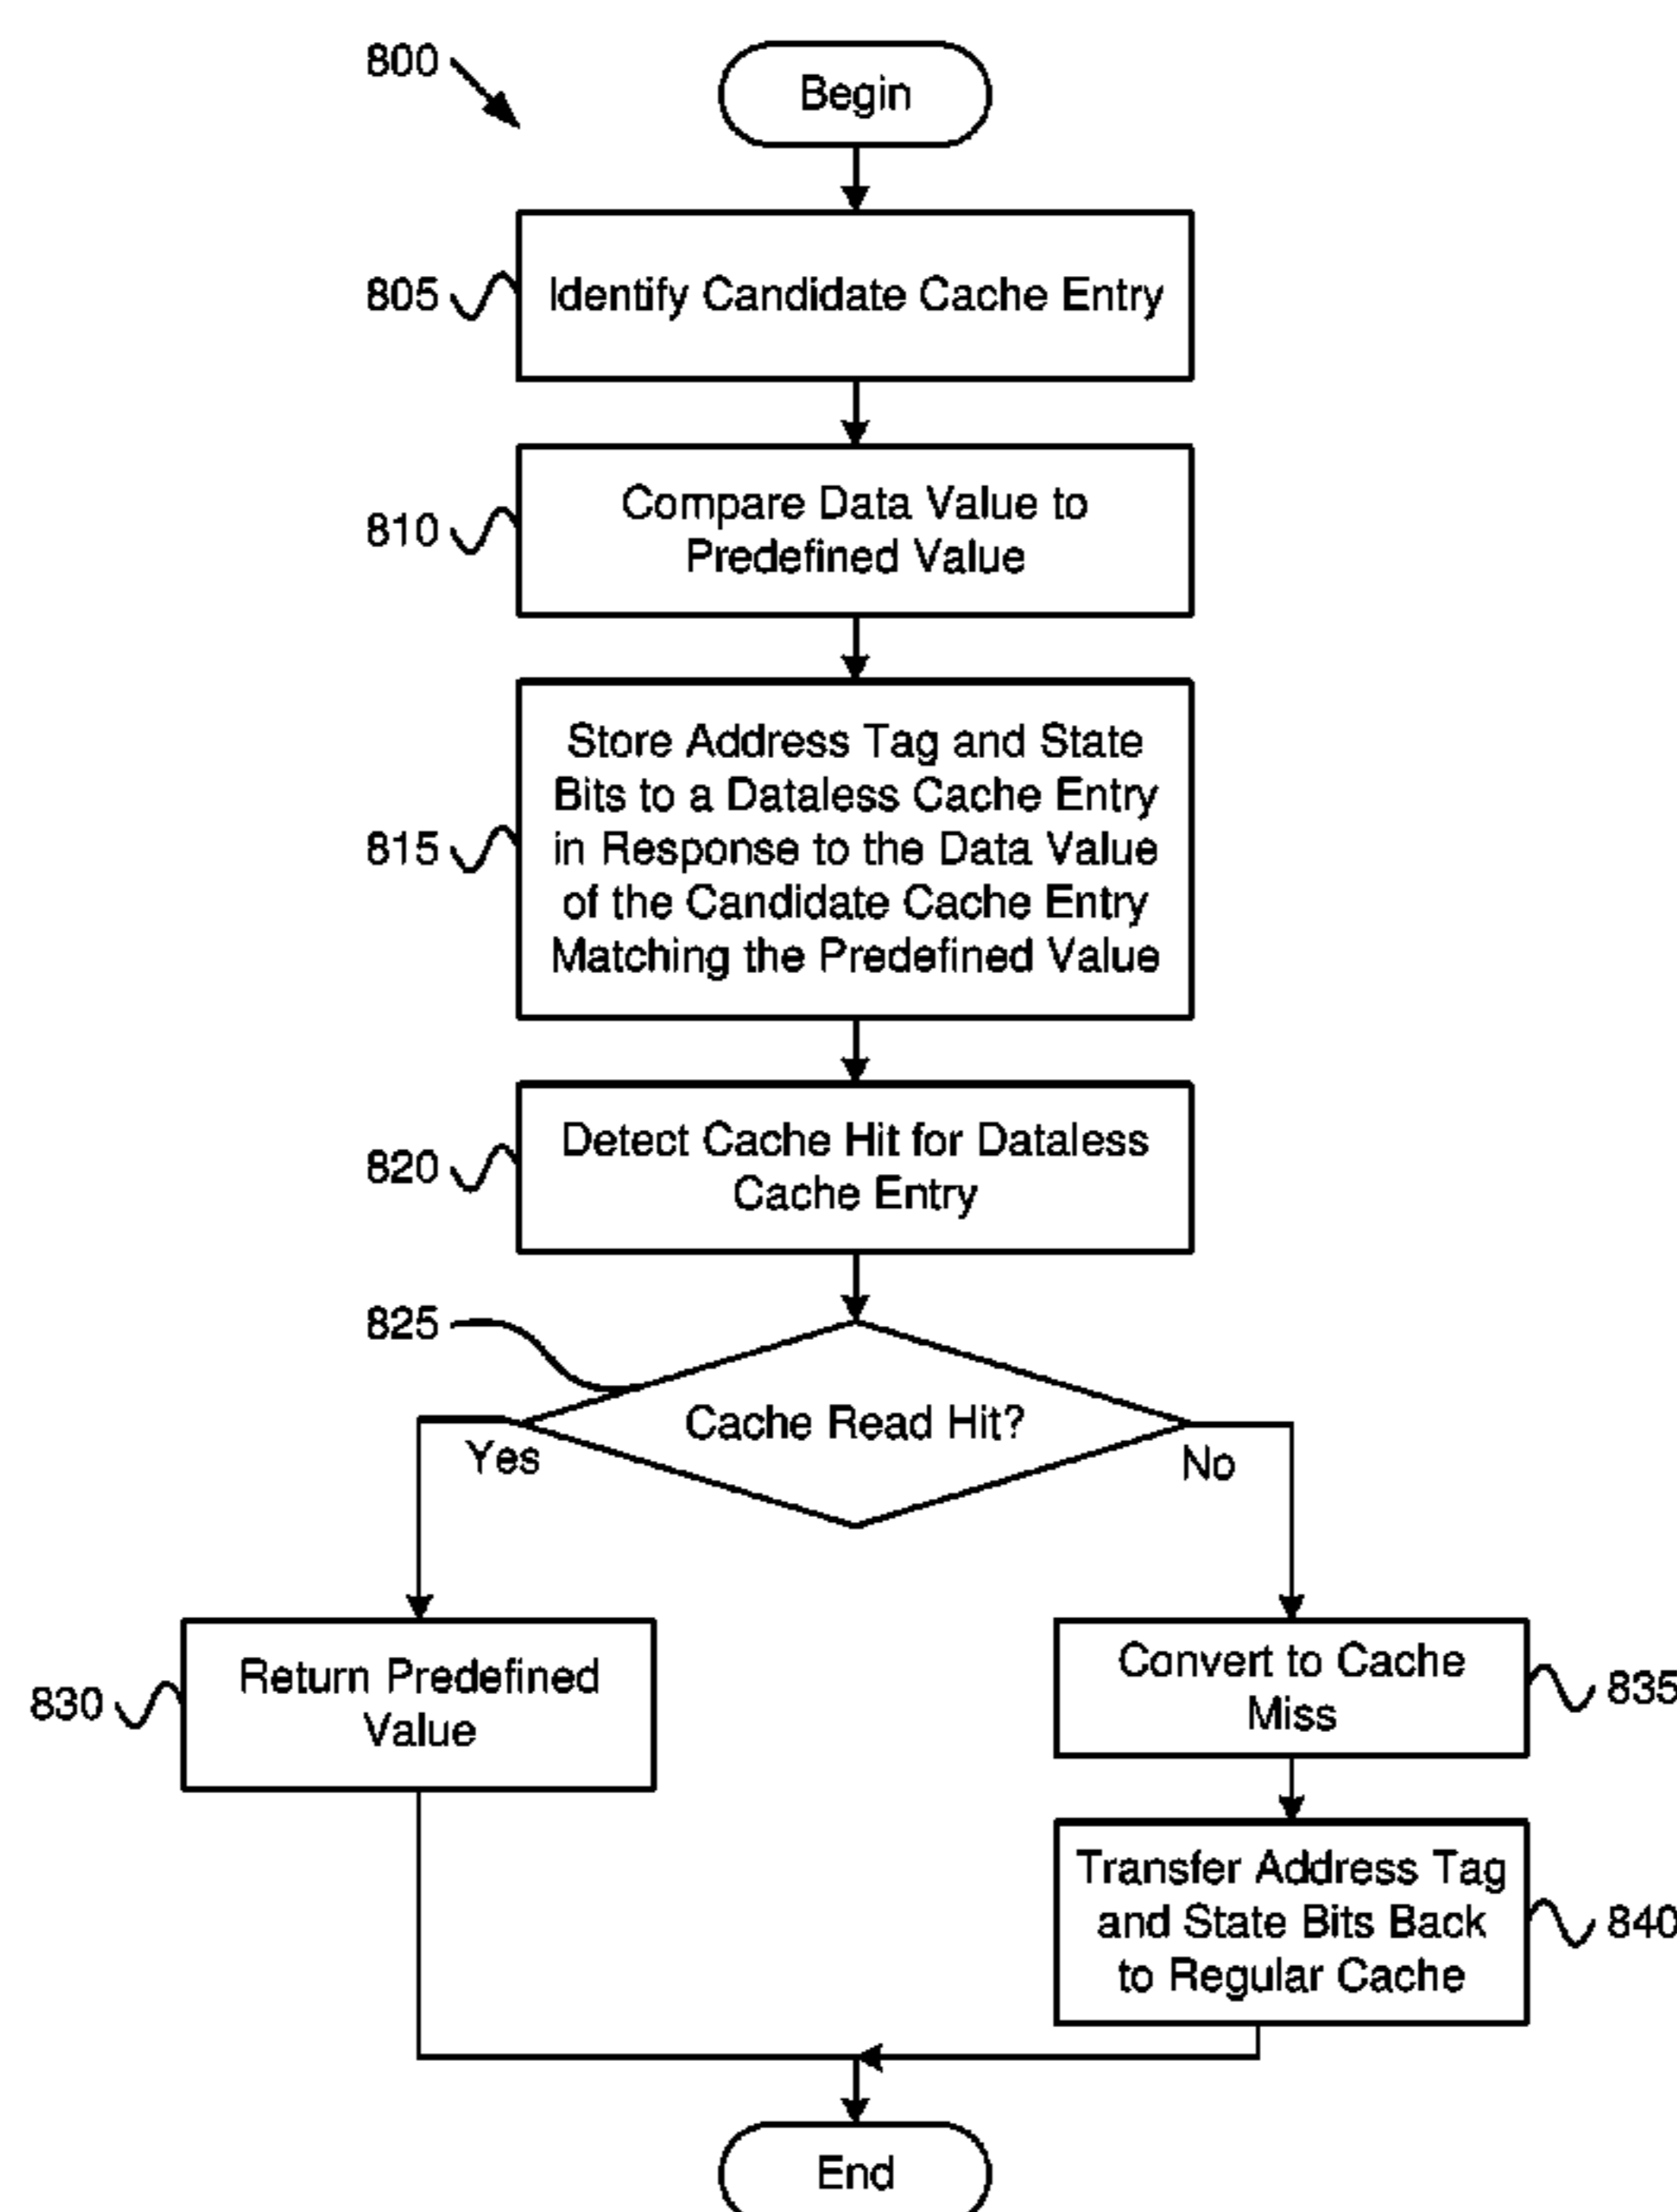 800
Begin
805
Identify Candidate Cache Entry
810
Compare Data Value to
Predefined Value
815
Store Address Tag and State
Bits to a Dataless Cache Entry
in Response to the Data Value
of the Candidate Cache Entry
Matching the Predefined Value
820
Detect Cache Hit for Dataless
Cache Entry
825
Cache Read Hit?
Yes
No
830
Return Predefined
Value
Convert to Cache
Miss
835
Transfer Address Tag
and State Bits Back
to Regular Cache
840
End